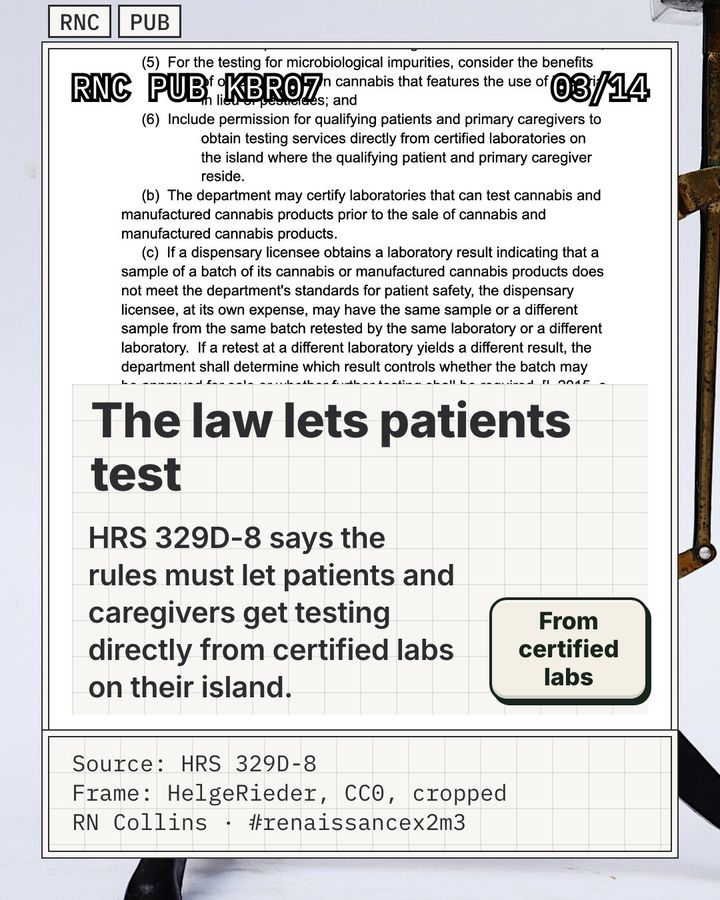 RNC PUB
(5) For the testing for microbiological impurities, consider the benefits
RNC PUB KBR07 03/14
in lieu of pesticides; and
(6) Include permission for qualifying patients and primary caregivers to
obtain testing services directly from certified laboratories on
the island where the qualifying patient and primary caregiver
reside.
(b) The department may certify laboratories that can test cannabis and
manufactured cannabis products prior to the sale of cannabis and
manufactured cannabis products.
(c) If a dispensary licensee obtains a laboratory result indicating that a
sample of a batch of its cannabis or manufactured cannabis products does
not meet the department's standards for patient safety, the dispensary
licensee, at its own expense, may have the same sample or a different
sample from the same batch retested by the same laboratory or a different
laboratory. If a retest at a different laboratory yields a different result, the
department shall determine which result controls whether the batch may
The law lets patients
test
HRS 329D-8 says the
rules must let patients and
caregivers get testing
directly from certified labs
on their island.
From
certified
labs
Source: HRS 329D-8
Frame: HelgeRieder, CC0, cropped
RN Collins · #renaissancex2m3